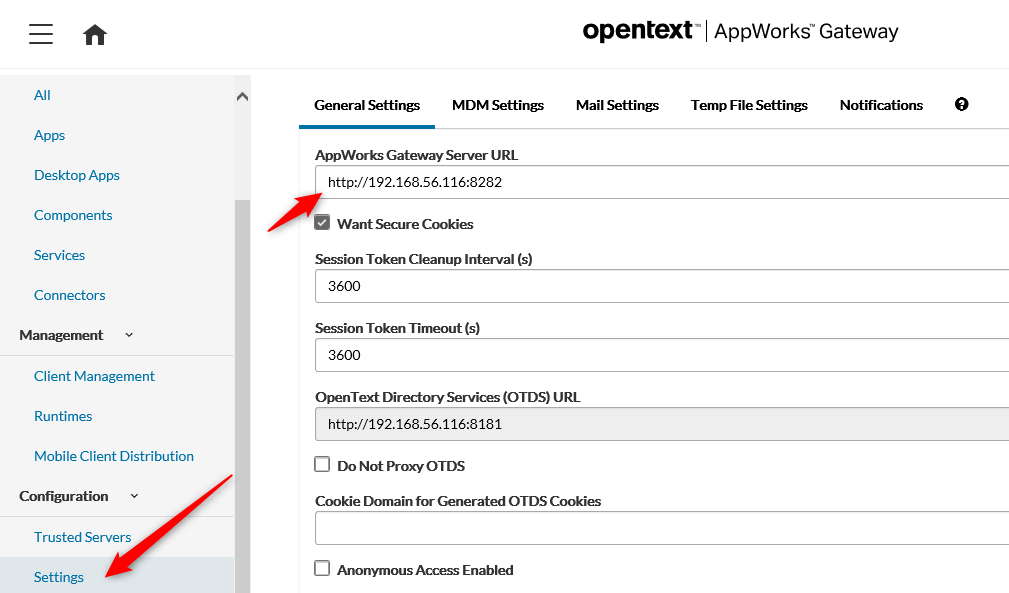 opentext™ | AppWorks™ Gateway
All
Apps
Desktop Apps
Components
Services
Connectors
Management
Client Management
Runtimes
Mobile Client Distribution
Configuration
Trusted Servers
Settings
General Settings
MDM Settings
Mail Settings
Temp File Settings
Notifications
?
AppWorks Gateway Server URL
http://192.168.56.116:8282
Want Secure Cookies
Session Token Cleanup Interval (s)
3600
Session Token Timeout (s)
3600
OpenText Directory Services (OTDS) URL
http://192.168.56.116:8181
Do Not Proxy OTDS
Cookie Domain for Generated OTDS Cookies
Anonymous Access Enabled